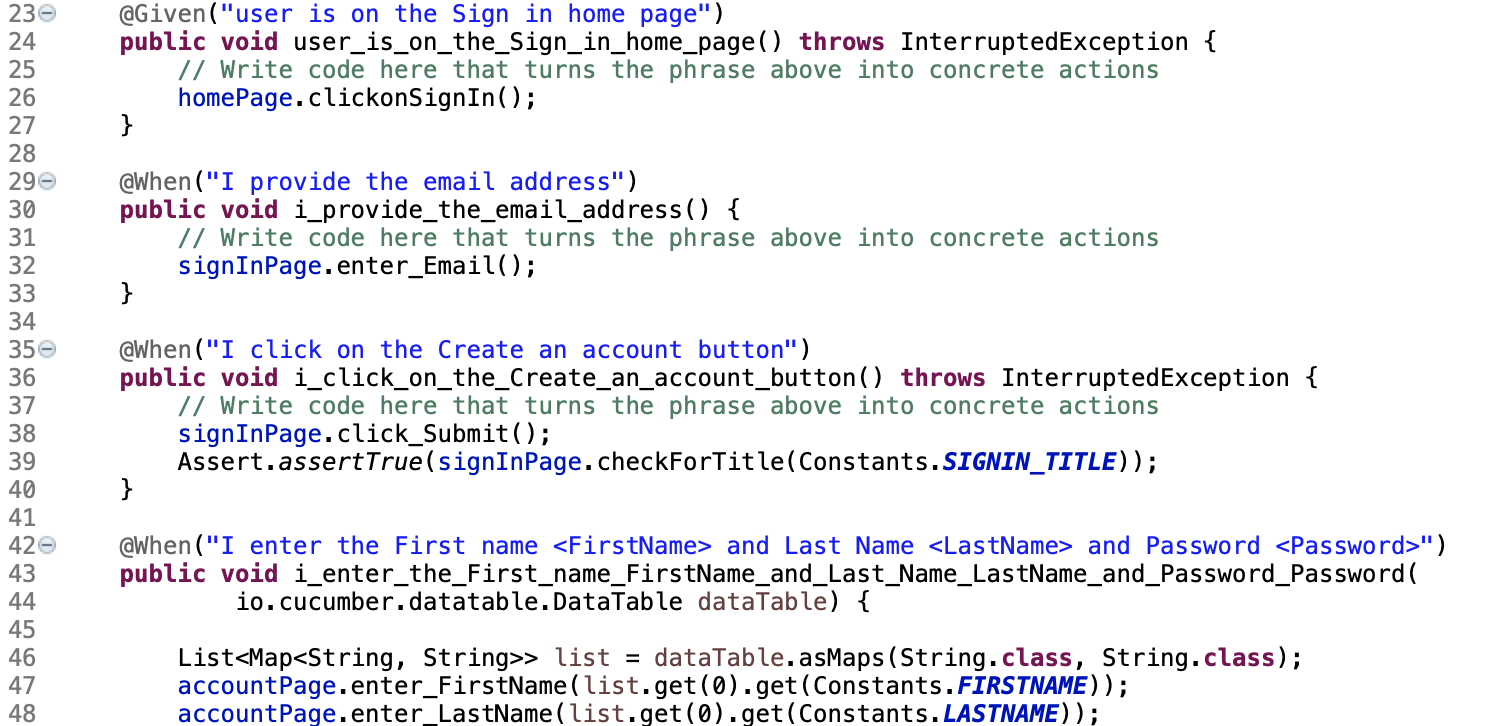 23 @Given("user is on the Sign in home page")
24 public void user_is_on_the_Sign_in_home_page() throws InterruptedException {
25 // Write code here that turns the phrase above into concrete actions
26 homePage.clickonSignIn();
27 }
28
29 @When("I provide the email address")
30 public void i_provide_the_email_address() {
31 // Write code here that turns the phrase above into concrete actions
32 signInPage.enter_Email();
33 }
34
35 @When("I click on the Create an account button")
36 public void i_click_on_the_Create_an_account_button() throws InterruptedException {
37 // Write code here that turns the phrase above into concrete actions
38 signInPage.click_Submit();
39 Assert.assertTrue(signInPage.checkForTitle(Constants.SIGNIN_TITLE));
40 }
41
42 @When("I enter the First name <FirstName> and Last Name <LastName> and Password <Password>")
43 public void i_enter_the_First_name_FirstName_and_Last_Name_LastName_and_Password_Password(
44 io.cucumber.datatable.DataTable dataTable) {
45
46 List<Map<String, String>> list = dataTable.asMaps(String.class, String.class);
47 accountPage.enter_FirstName(list.get(0).get(Constants.FIRSTNAME));
48 accountPage.enter_LastName(list.get(0).get(Constants.LASTNAME));